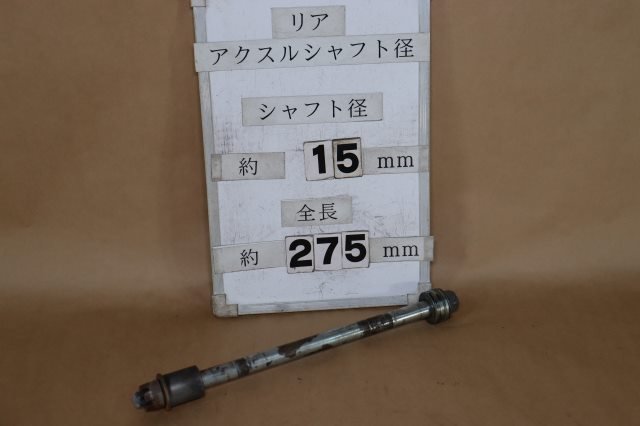 リア
アクスルシャフト径
シャフト径
約 15 mm
全長
約 275 mm